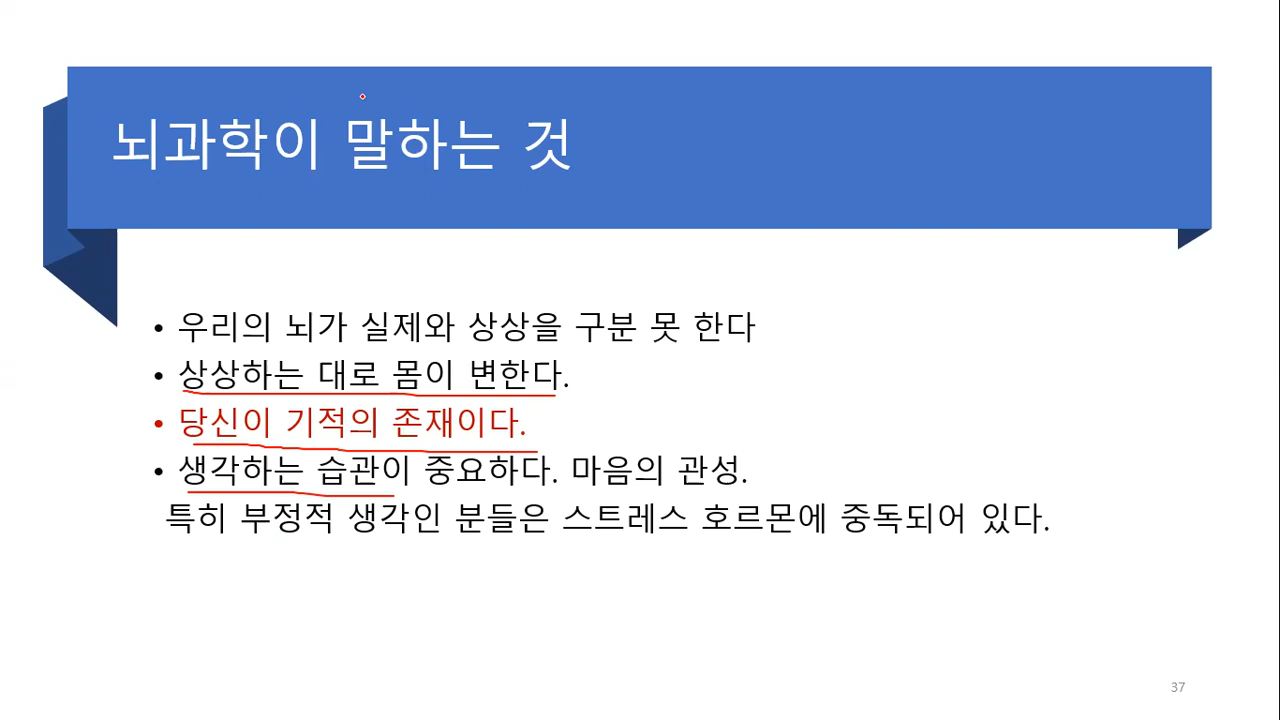 뇌과학이 말하는 것
• 우리의 뇌가 실제와 상상을 구분 못 한다
• 상상하는 대로 몸이 변한다.
• 당신이 기적의 존재이다.
• 생각하는 습관이 중요하다. 마음의 관성.
특히 부정적 생각인 분들은 스트레스 호르몬에 중독되어 있다.
37